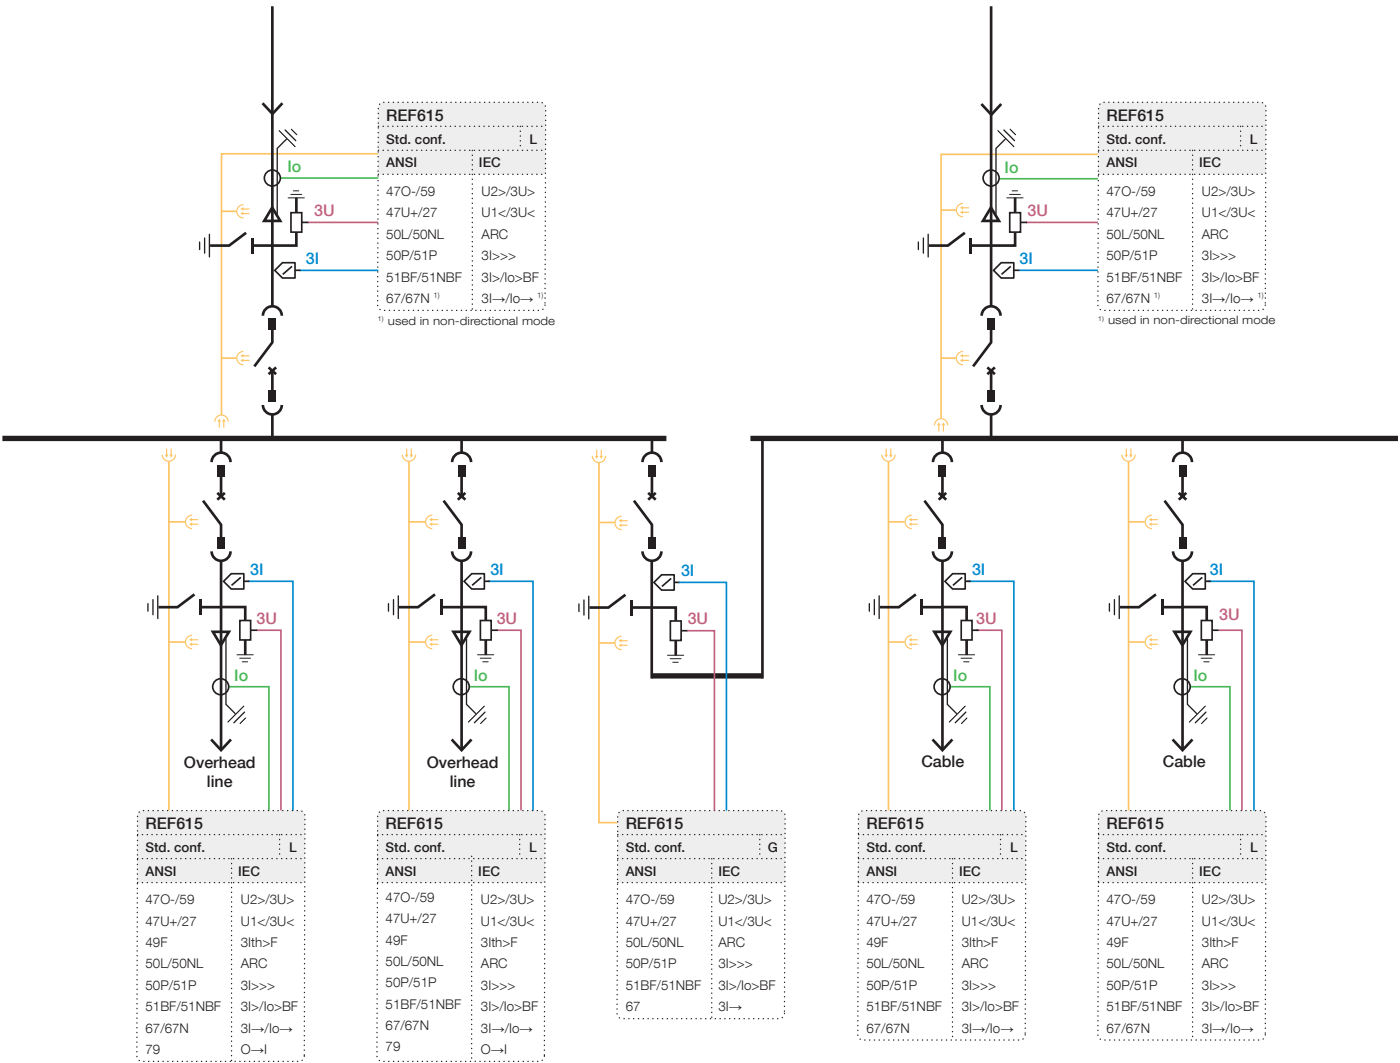 REF615
Std. conf. L
ANSI IEC
Io
47O-/59 U2>/3U>
3U
47U+/27 U1</3U<
50L/50NL ARC
50P/51P 3I>>>
3I
51BF/51NBF 3I>/Io>BF
67/67N 1) 3I→/Io→ 1)
1) used in non-directional mode
REF615
Std. conf. L
ANSI IEC
Io
47O-/59 U2>/3U>
3U
47U+/27 U1</3U<
50L/50NL ARC
50P/51P 3I>>>
3I
51BF/51NBF 3I>/Io>BF
67/67N 1) 3I→/Io→ 1)
1) used in non-directional mode
3I
3U
Io
Overhead
line
3I
3U
Io
Overhead
line
3I
3U
3I
3U
Io
Cable
3I
3U
Io
Cable
REF615
Std. conf. L
ANSI IEC
47O-/59 U2>/3U>
47U+/27 U1</3U<
49F 3Ith>F
50L/50NL ARC
50P/51P 3I>>>
51BF/51NBF 3I>/Io>BF
67/67N 3I→/Io→
79 O→I
REF615
Std. conf. L
ANSI IEC
47O-/59 U2>/3U>
47U+/27 U1</3U<
49F 3Ith>F
50L/50NL ARC
50P/51P 3I>>>
51BF/51NBF 3I>/Io>BF
67/67N 3I→/Io→
79 O→I
REF615
Std. conf. G
ANSI IEC
47O-/59 U2>/3U>
47U+/27 U1</3U<
50L/50NL ARC
50P/51P 3I>>>
51BF/51NBF 3I>/Io>BF
67 3I→
REF615
Std. conf. L
ANSI IEC
47O-/59 U2>/3U>
47U+/27 U1</3U<
49F 3Ith>F
50L/50NL ARC
50P/51P 3I>>>
51BF/51NBF 3I>/Io>BF
67/67N 3I→/Io→
REF615
Std. conf. L
ANSI IEC
47O-/59 U2>/3U>
47U+/27 U1</3U<
49F 3Ith>F
50L/50NL ARC
50P/51P 3I>>>
51BF/51NBF 3I>/Io>BF
67/67N 3I→/Io→